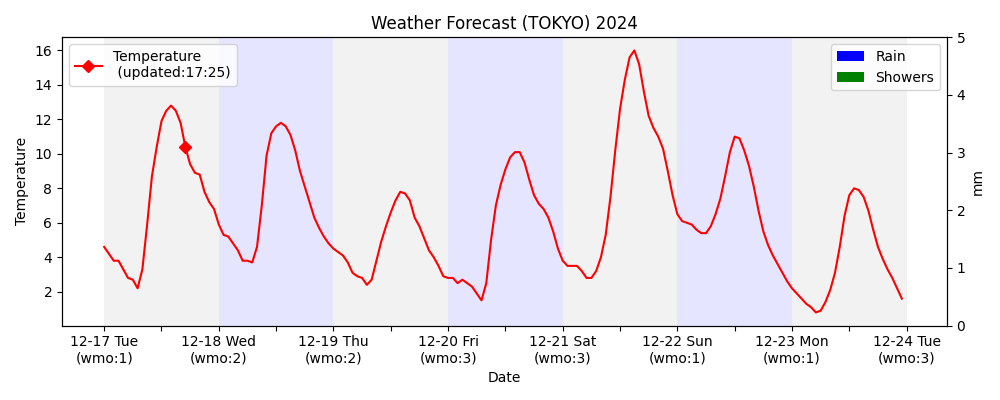 Weather Forecast (TOKYO) 2024
Temperature
(updated:17:25)
Rain
Showers
Temperature
16
14
12
10
8
6
4
2
5
4
3
2
1
0
mm
12-17 Tue 12-18 Wed 12-19 Thu 12-20 Fri 12-21 Sat 12-22 Sun 12-23 Mon 12-24 Tue
(wmo:1) (wmo:2) (wmo:2) (wmo:3) (wmo:3) (wmo:1) (wmo:1) (wmo:3)
Date